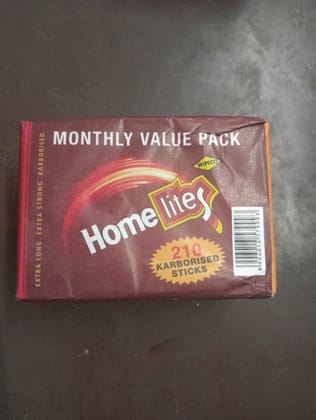 MONTHLY VALUE PACK
WIMCO
Home lites
210
KARBORISED
STICKS
EXTRA LONG. EXTRA STRONG. KARBORISED